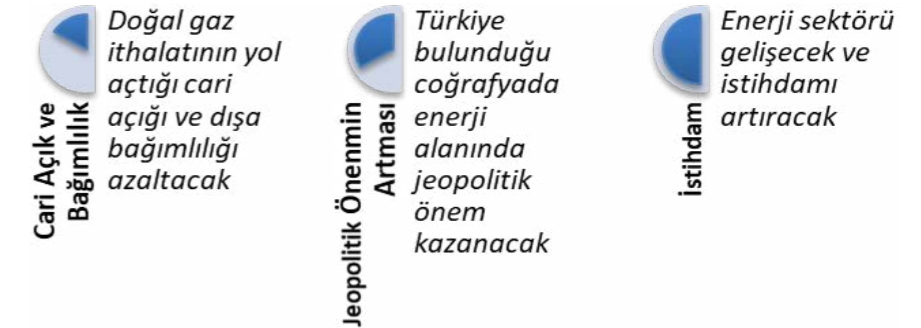 Cari Açık ve
Bağımlılık
Doğal gaz
ithalatının yol
açtığı cari
açığı ve dışa
bağımlılığı
azaltacak
Jeopolitik Önenmin
Artması
Türkiye
bulunduğu
coğrafyada
enerji
alanında
jeopolitik
önem
kazanacak
İstihdam
Enerji sektörü
gelişecek ve
istihdamı
artıracak